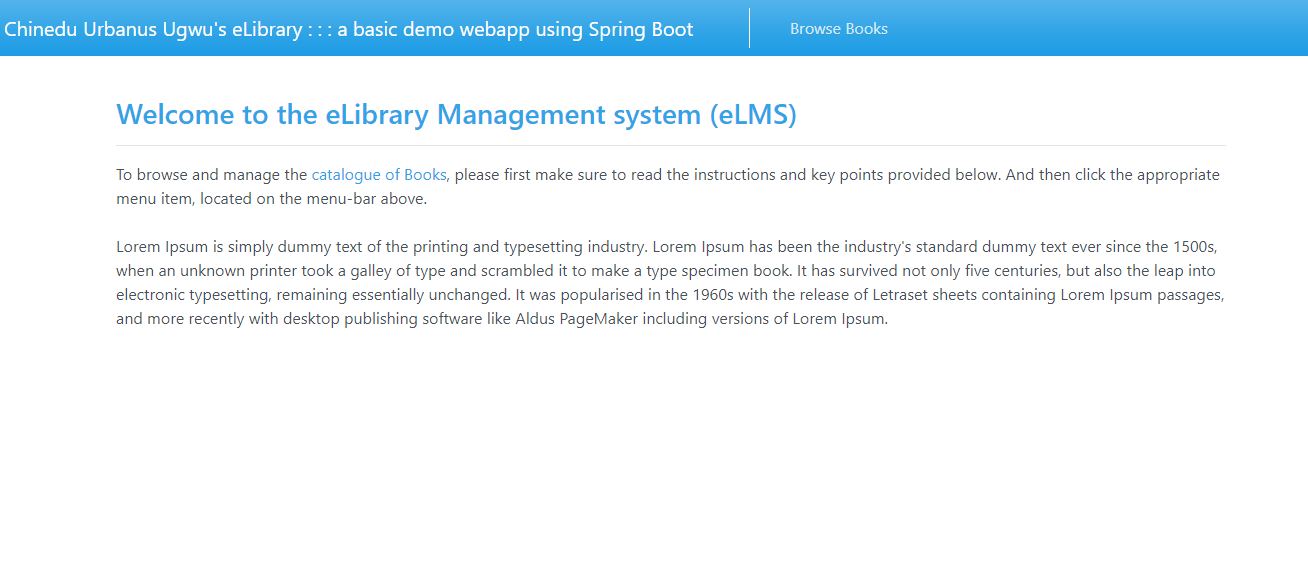 Chinedu Urbanus Ugwu's eLibrary : : : a basic demo webapp using Spring Boot
Browse Books
Welcome to the eLibrary Management system (eLMS)
To browse and manage the catalogue of Books, please first make sure to read the instructions and key points provided below. And then click the appropriate
menu item, located on the menu-bar above.
Lorem Ipsum is simply dummy text of the printing and typesetting industry. Lorem Ipsum has been the industry's standard dummy text ever since the 1500s,
when an unknown printer took a galley of type and scrambled it to make a type specimen book. It has survived not only five centuries, but also the leap into
electronic typesetting, remaining essentially unchanged. It was popularised in the 1960s with the release of Letraset sheets containing Lorem Ipsum passages,
and more recently with desktop publishing software like Aldus PageMaker including versions of Lorem Ipsum.